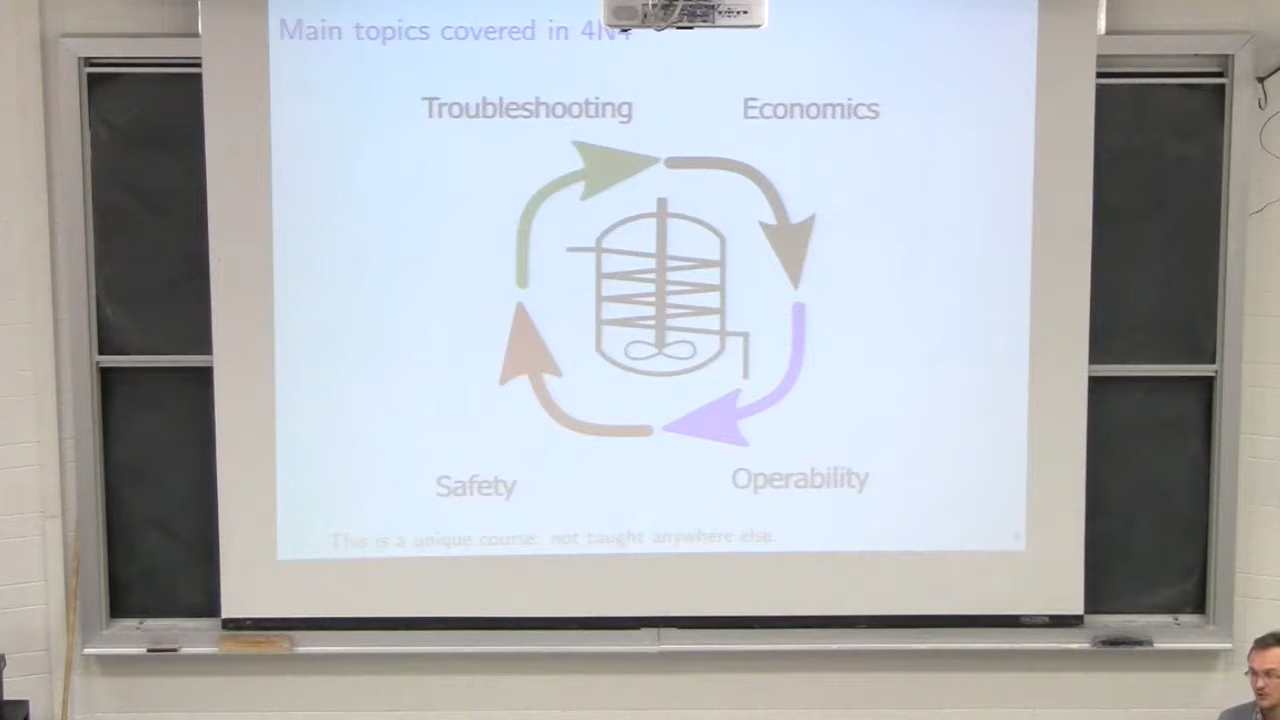 Main topics covered in 4N4
Troubleshooting
Economics
Safety
Operability
This is a unique course: not taught anywhere else.